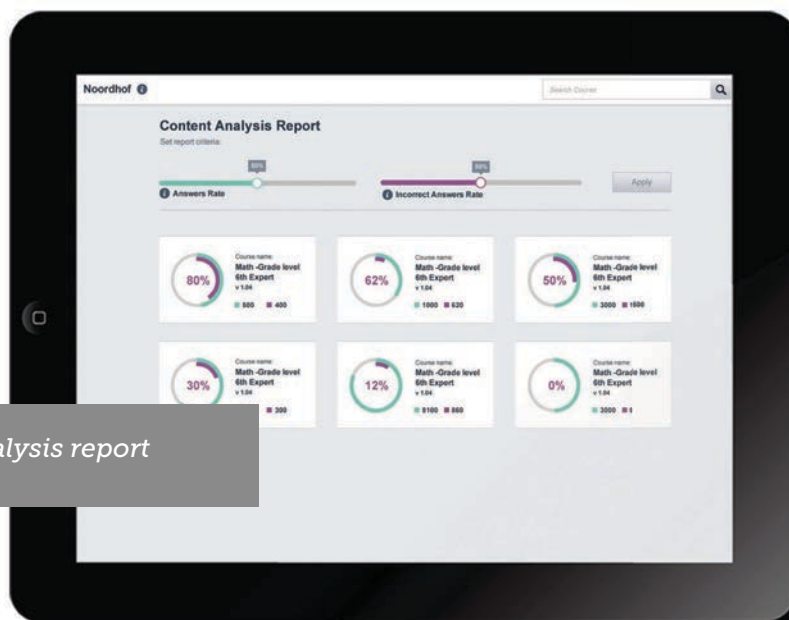 Noordhof
Search Course
Content Analysis Report
Set report criteria:
50%
Answers Rate
Incorrect Answers Rate
Apply
80%
Course name:
Math -Grade level
6th Expert
v 1.04
500 400
62%
Course name:
Math -Grade level
6th Expert
v 1.04
1000 620
50%
Course name:
Math -Grade level
6th Expert
v 1.04
3000 1500
30%
Course name:
Math -Grade level
6th Expert
v 1.04
300
12%
Course name:
Math -Grade level
6th Expert
v 1.04
8100
0%
Course name:
Math -Grade level
6th Expert
v 1.04
3000 0
alysis report